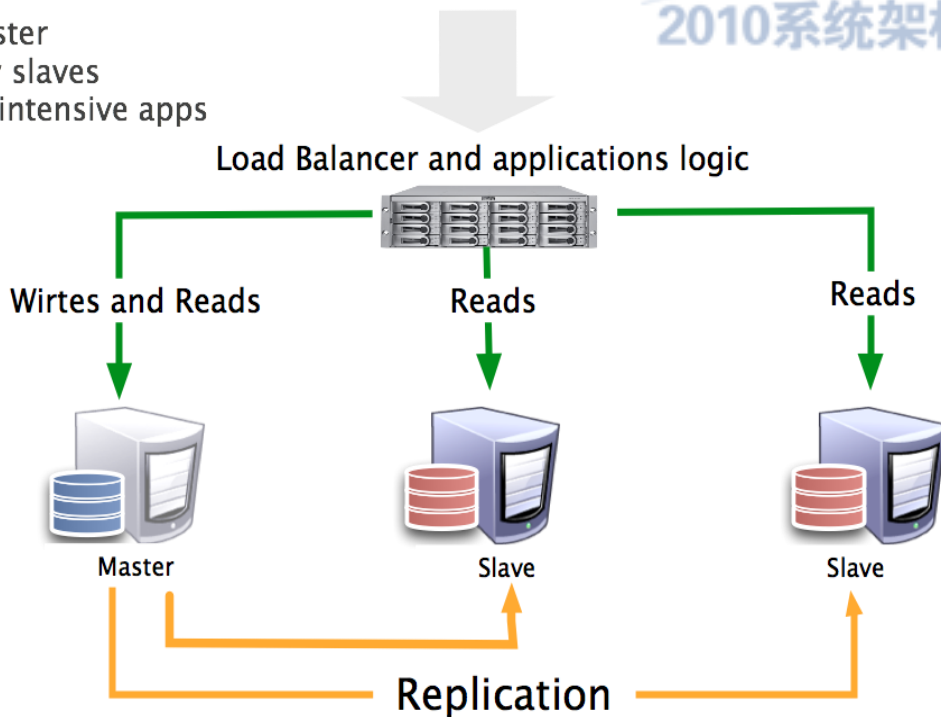 2010系统架构
ster
slaves
intensive apps
Load Balancer and applications logic
Wirtes and Reads
Reads
Reads
Master
Slave
Slave
Replication